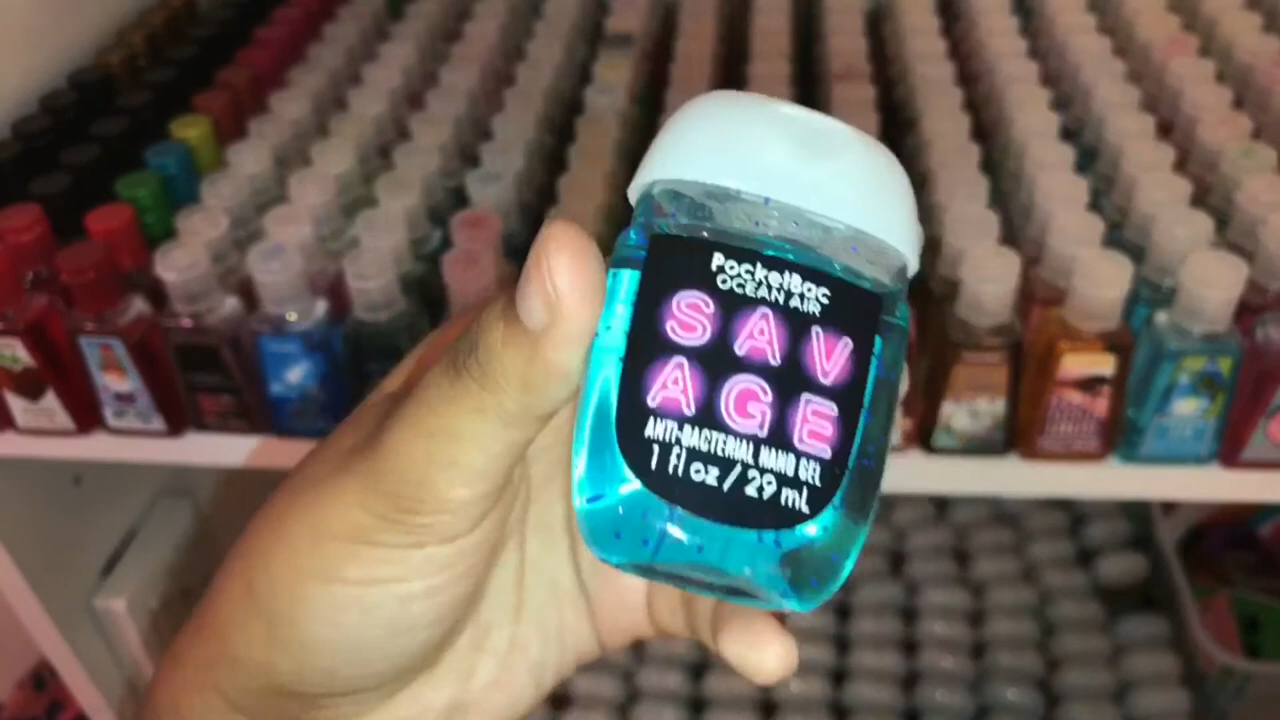 PocketBac
OCEAN AIR
SAV
AGE
ANTI-BACTERIAL HAND GEL
1 fl oz / 29 mL